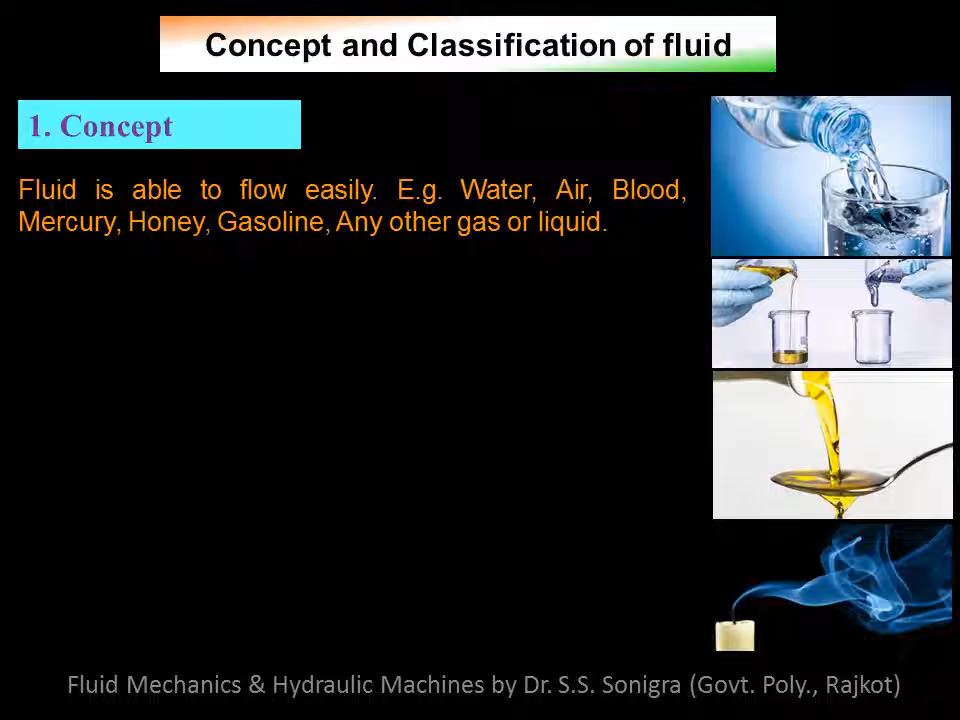 Concept and Classification of fluid
1. Concept
Fluid is able to flow easily. E.g. Water, Air, Blood,
Mercury, Honey, Gasoline, Any other gas or liquid.
Fluid Mechanics & Hydraulic Machines by Dr. S.S. Sonigra (Govt. Poly., Rajkot)